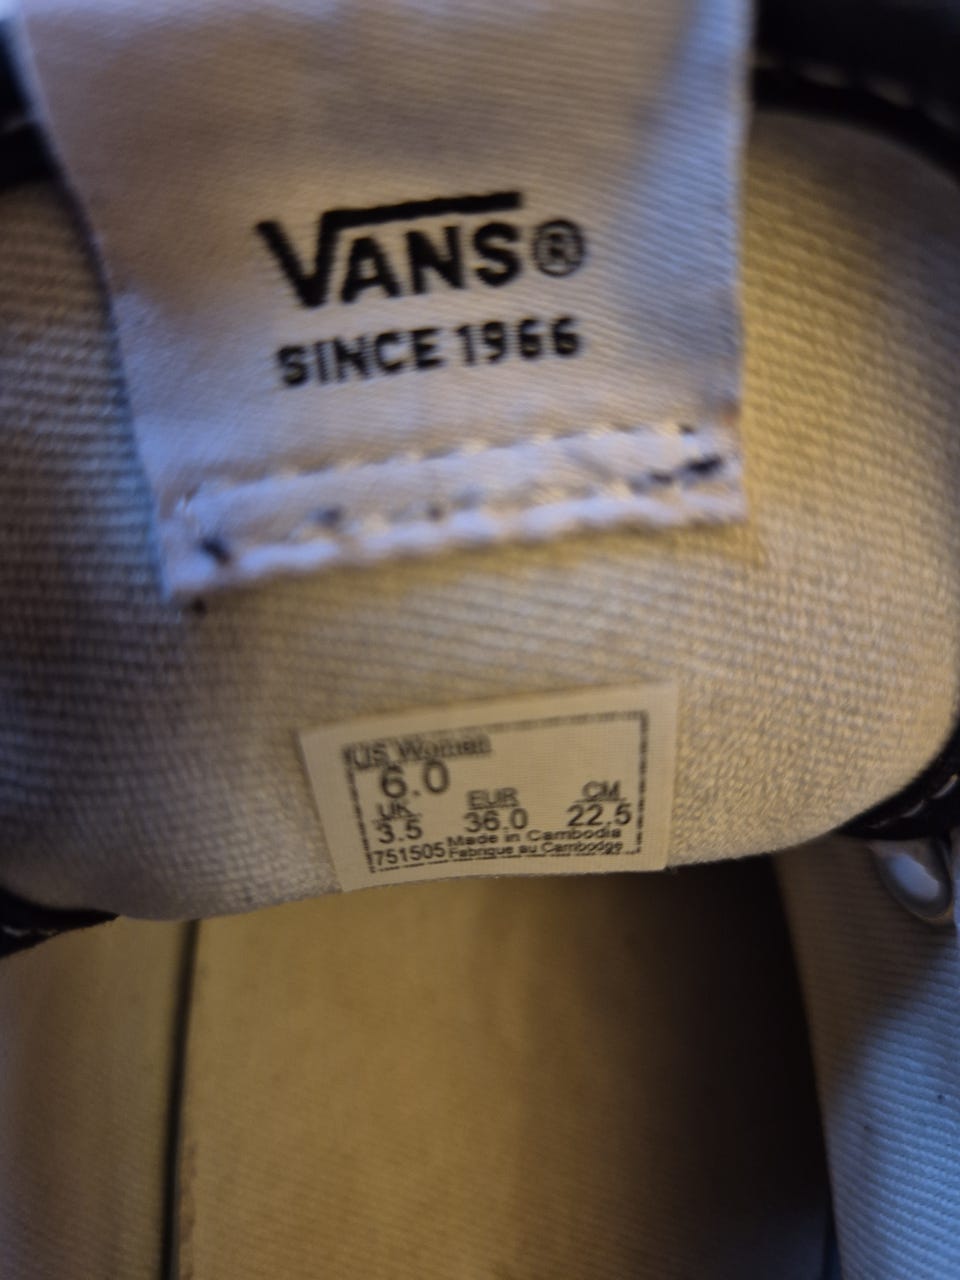 VANS®
SINCE 1966
US Women
6.0
UK EUR CM
3.5 36.0 22.5
751505 Made in Cambodia
Fabrique au Cambodge